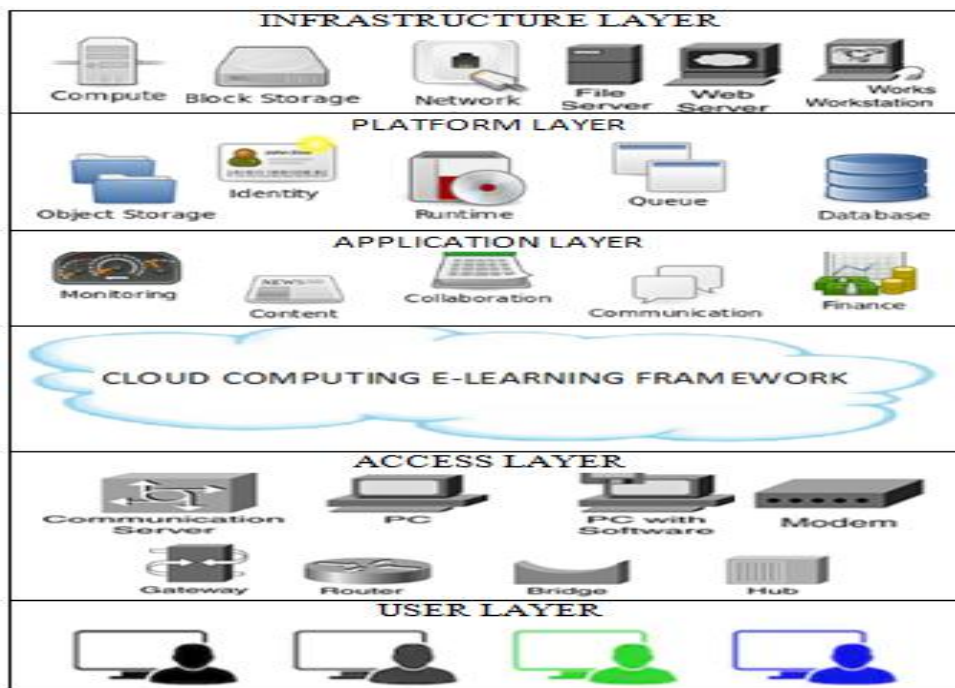 INFRASTRUCTURE LAYER
Compute
Block Storage
Network
File
Server
Web
Server
Works
Workstation
PLATFORM LAYER
Object Storage
Identity
Runtime
Queue
Database
APPLICATION LAYER
Monitoring
NEWS
Content
Collaboration
Communication
Finance
CLOUD COMPUTING E-LEARNING FRAMEWORK
ACCESS LAYER
Communication
Server
PC
PC with
Software
Modem
Gateway
Router
Bridge
Hub
USER LAYER